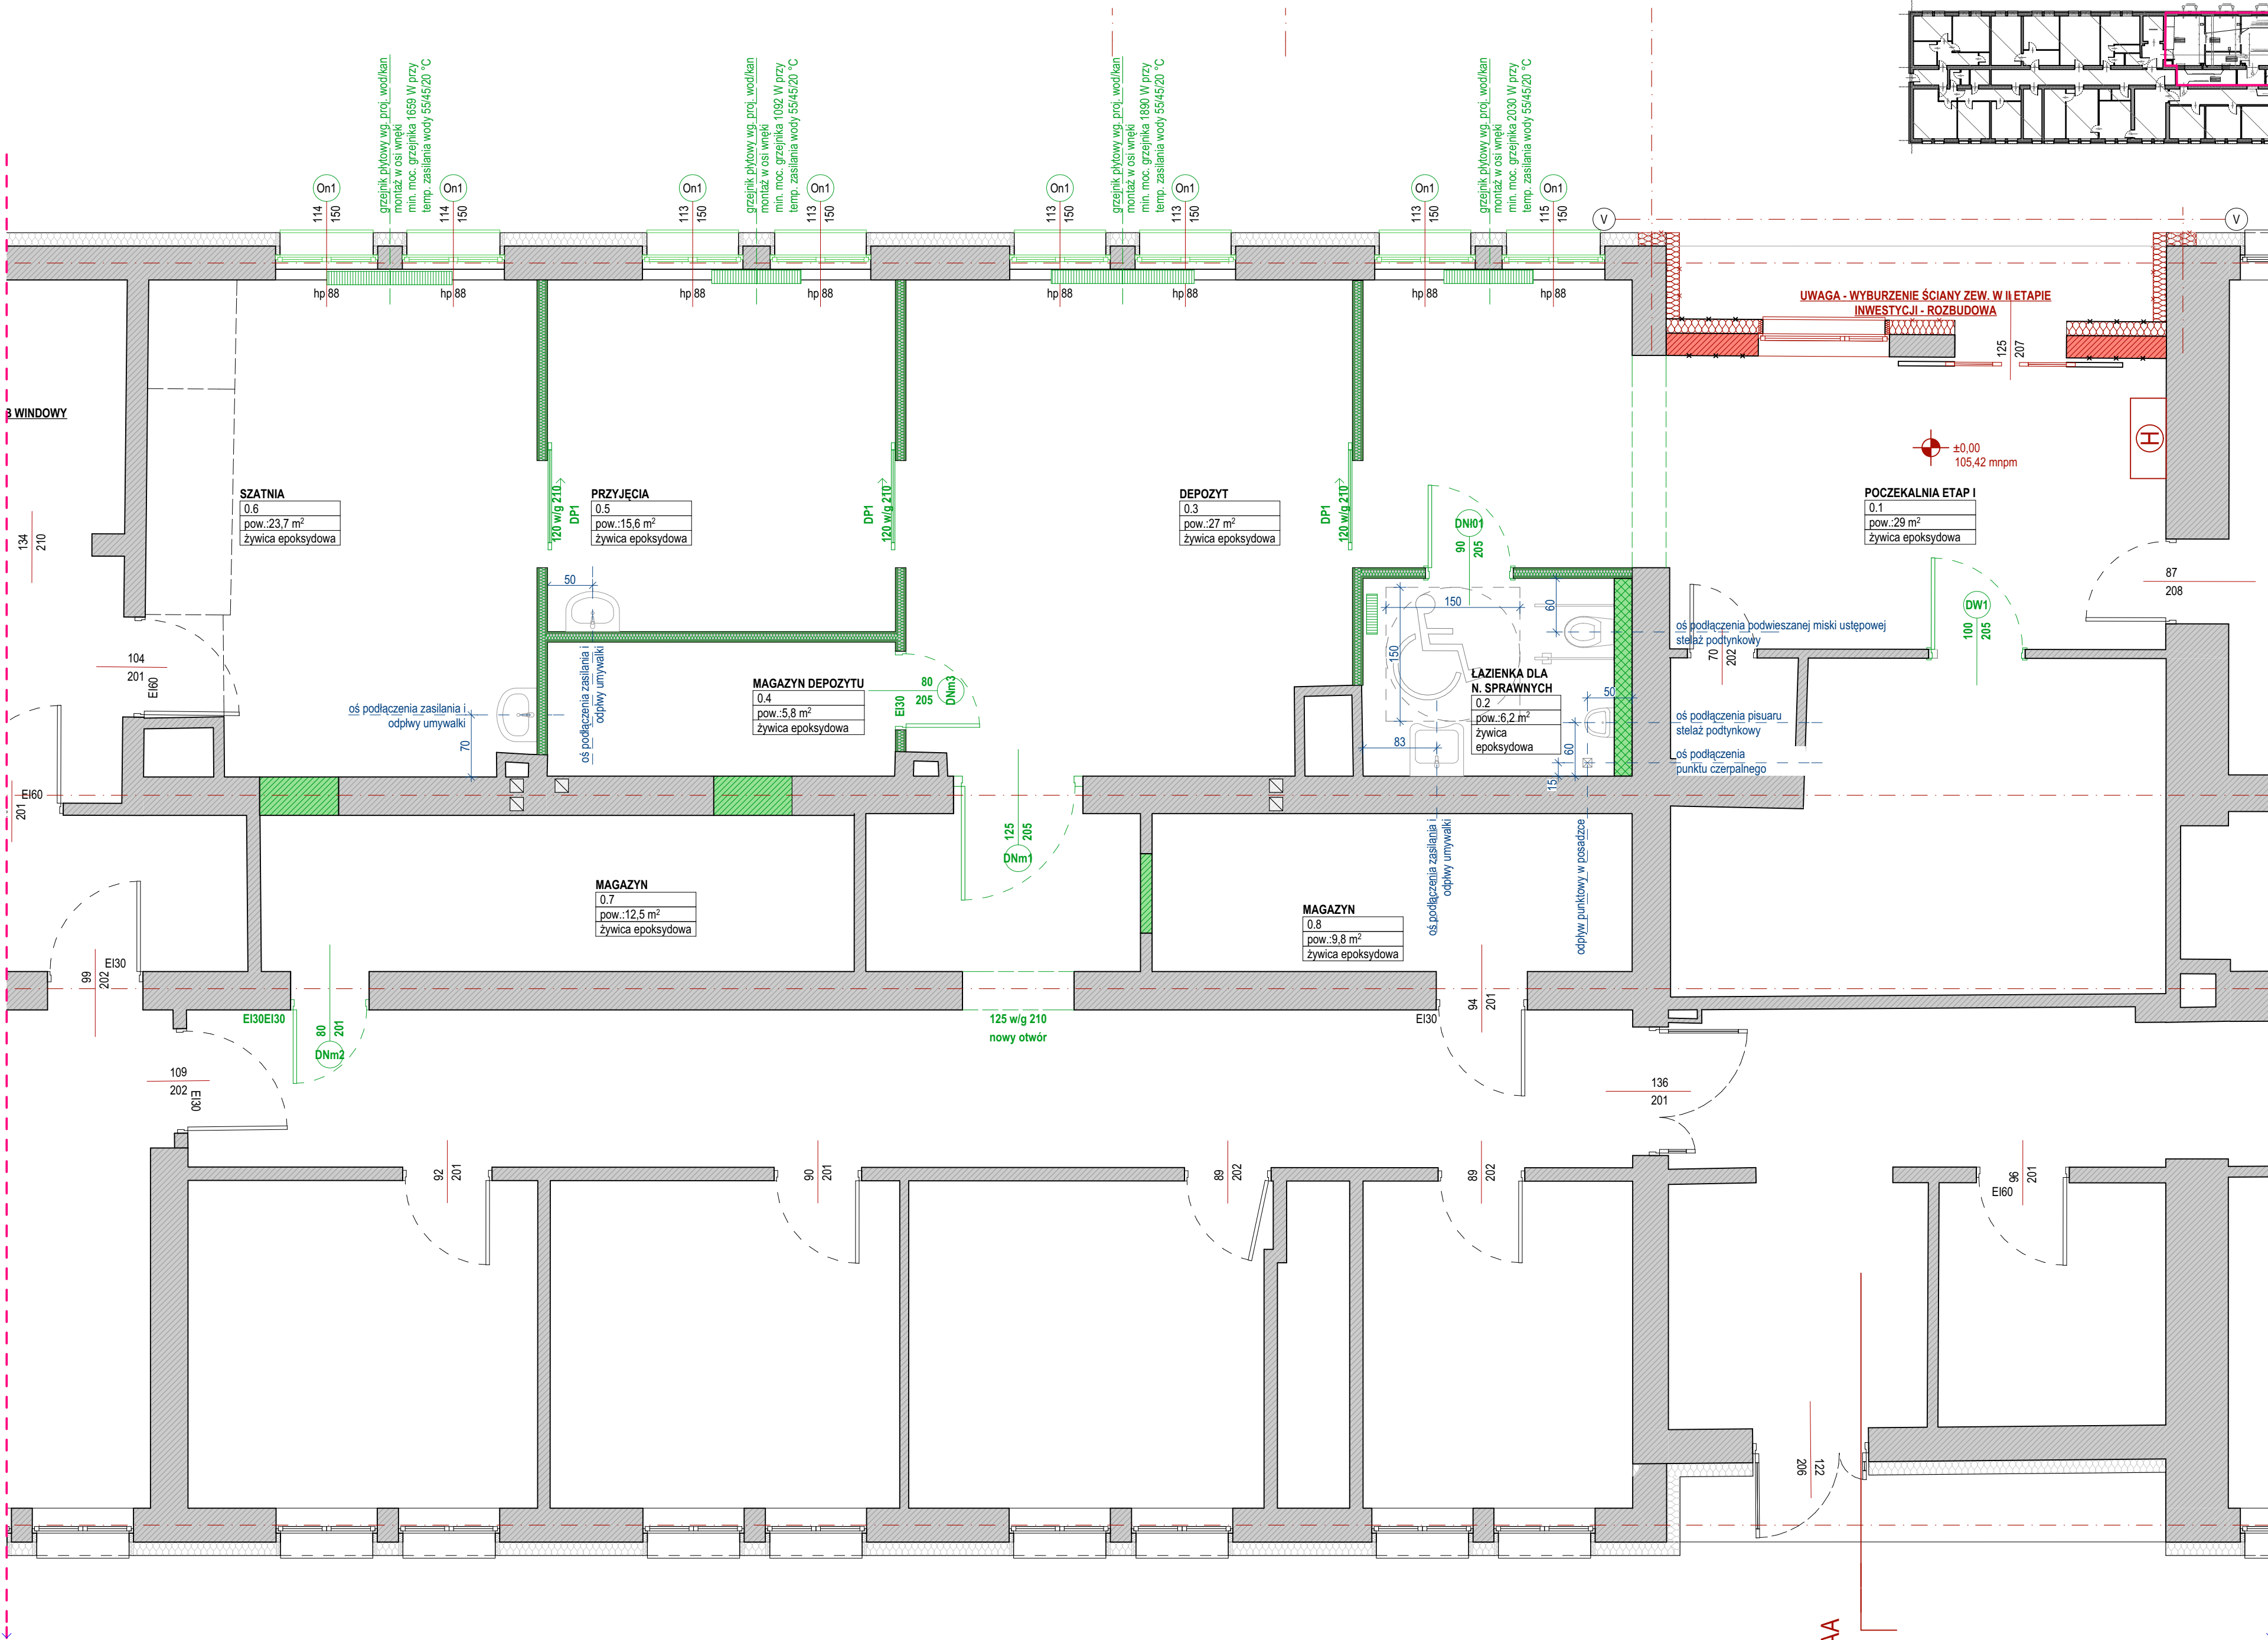 grzejnik płytowy wg. proj. wod/kan
montaż w osi wnęki
min. moc. grzejnika 1659 W przy
temp. zasilania wody 55/45/20 °C
grzejnik płytowy wg. proj. wod/kan
montaż w osi wnęki
min. moc. grzejnika 1092 W przy
temp. zasilania wody 55/45/20 °C
grzejnik płytowy wg. proj. wod/kan
montaż w osi wnęki
min. moc. grzejnika 1890 W przy
temp. zasilania wody 55/45/20 °C
grzejnik płytowy wg. proj. wod/kan
montaż w osi wnęki
min. moc. grzejnika 2030 W przy
temp. zasilania wody 55/45/20 °C
On1
114
150
On1
114
150
On1
113
150
On1
113
150
On1
113
150
On1
113
150
On1
113
150
On1
115
150
V
V
hp 88
hp 88
hp 88
hp 88
hp 88
hp 88
hp 88
hp 88
UWAGA - WYBURZENIE ŚCIANY ZEW. W II ETAPIE
INWESTYCJI - ROZBUDOWA
125
207
B WINDOWY
134
210
SZATNIA
0.6
pow.:23,7 m²
żywica epoksydowa
120 w/g 210
DP1
PRZYJĘCIA
0.5
pow.:15,6 m²
żywica epoksydowa
DP1
120 w/g 210
DEPOZYT
0.3
pow.:27 m²
żywica epoksydowa
DP1
120 w/g 210
DNI01
90
205
±0,00
105,42 mnpm
H
POCZEKALNIA ETAP I
0.1
pow.:29 m²
żywica epoksydowa
87
208
DW1
100
205
70
202
50
150
150
60
oś podłączenia podwieszanej miski ustępowej
stelaż podtynkowy
104
201
EI60
oś podłączenia zasilania i
odpływ umywalki
70
oś podłączenia zasilania i
odpływ umywalki
MAGAZYN DEPOZYTU
0.4
pow.:5,8 m²
żywica epoksydowa
80
205
EI30
DNm3
ŁAZIENKA DLA
N. SPRAWNYCH
0.2
pow.:6,2 m²
żywica
epoksydowa
50
83
60
15
oś podłączenia pisuaru
stelaż podtynkowy
oś podłączenia
punktu czerpalnego
EI60
201
125
205
DNm1
MAGAZYN
0.7
pow.:12,5 m²
żywica epoksydowa
MAGAZYN
0.8
pow.:9,8 m²
żywica epoksydowa
oś podłączenia zasilania i
odpływ umywalki
odpływ punktowy w posadzce
99
202
EI30
EI30EI30
80
201
DNm2
125 w/g 210
nowy otwór
94
201
EI30
109
202
EI30
136
201
92
201
90
201
89
202
89
202
96
201
EI60
122
206
AA